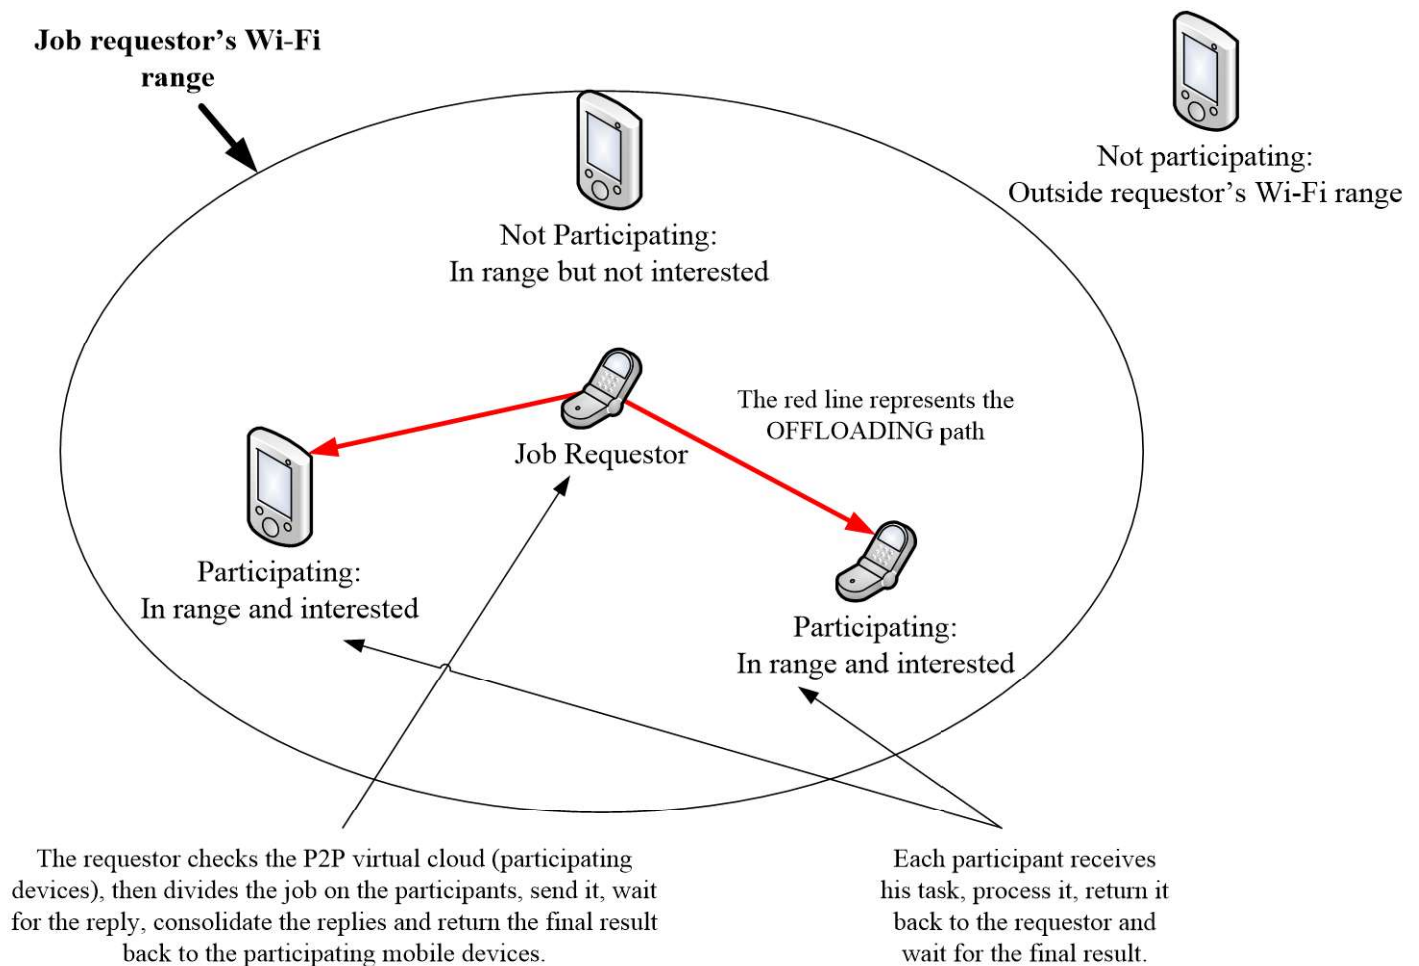 Job requestor’s Wi-Fi
range
Not participating:
Outside requestor’s Wi-Fi range
Not Participating:
In range but not interested
The red line represents the
OFFLOADING path
Job Requestor
Participating:
In range and interested
Participating:
In range and interested
The requestor checks the P2P virtual cloud (participating
devices), then divides the job on the participants, send it, wait
for the reply, consolidate the replies and return the final result
back to the participating mobile devices.
Each participant receives
his task, process it, return it
back to the requestor and
wait for the final result.